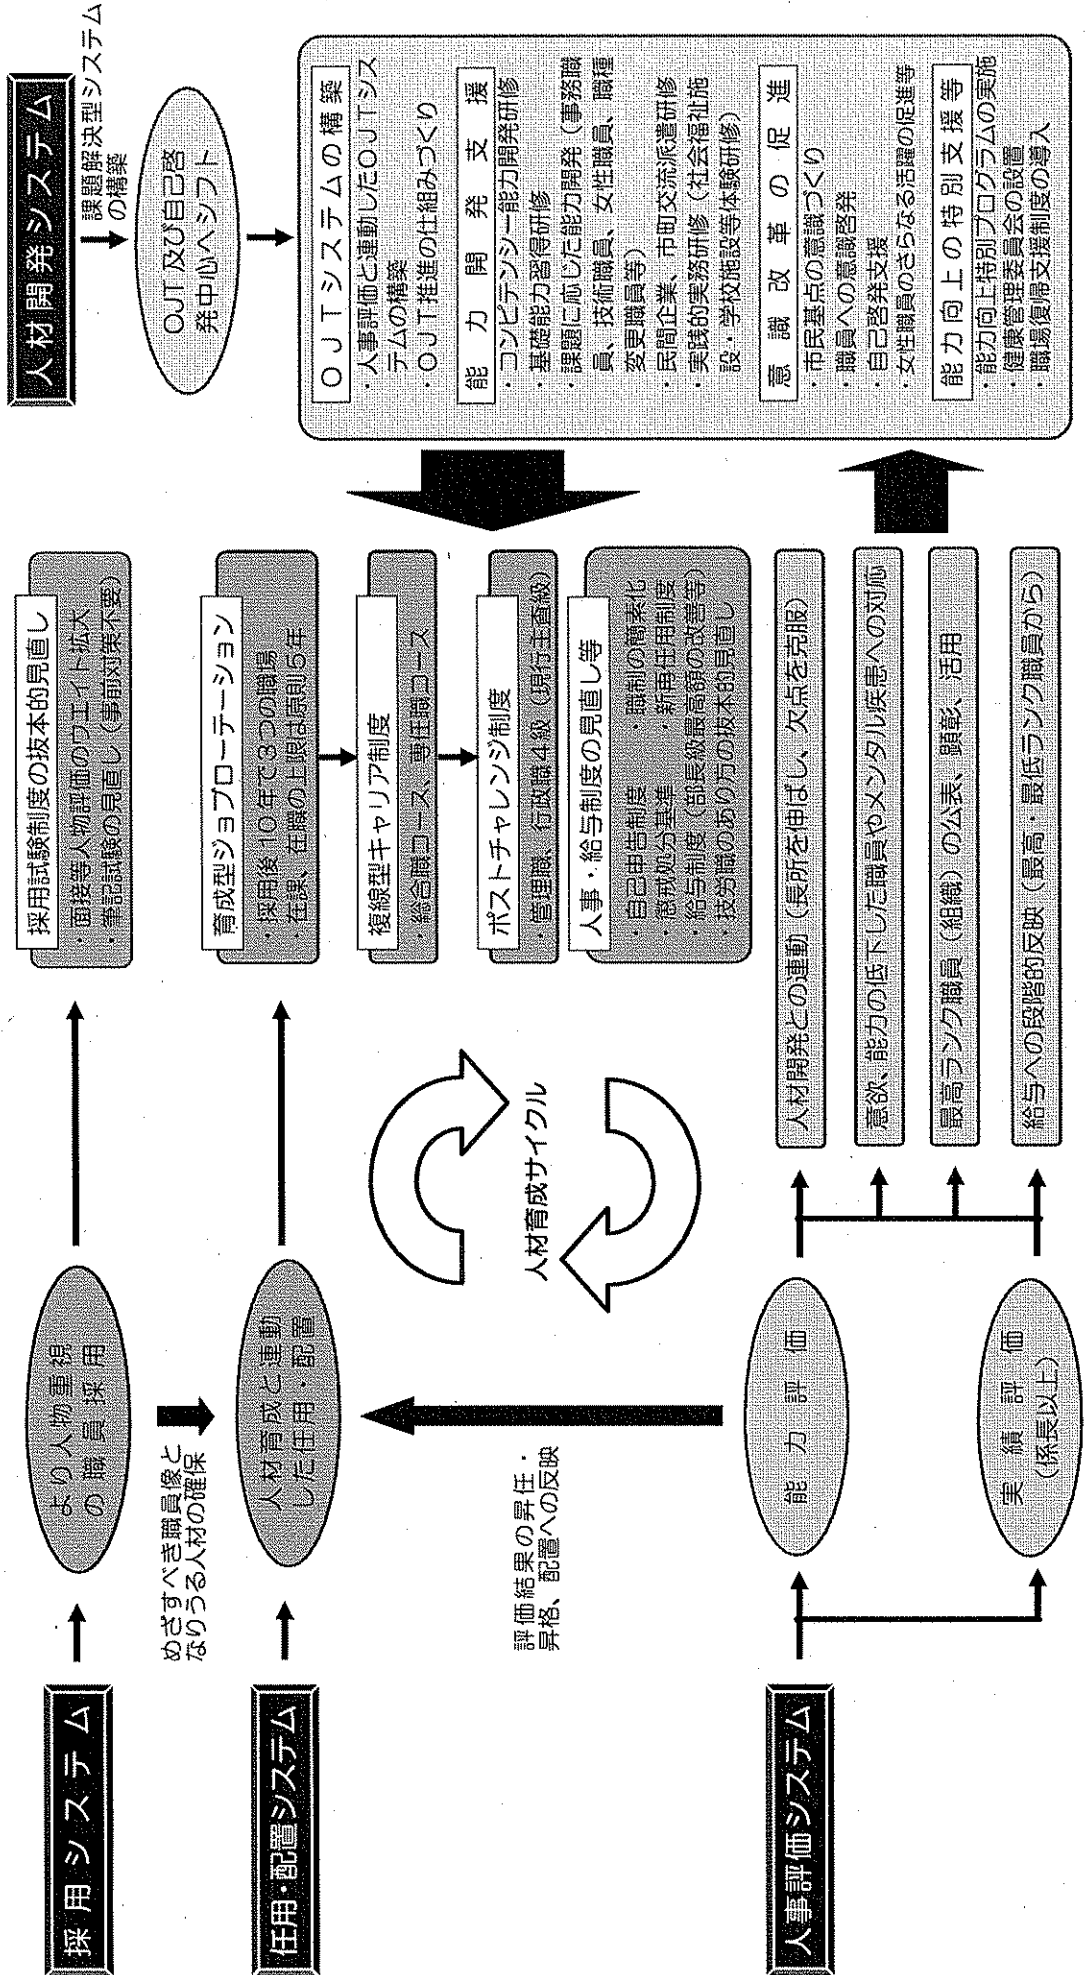 採用システム
より人物重視
の職員採用
採用試験制度の抜本的見直し
・面接等人物評価のウエイト拡大
・筆記試験の見直し（事前対策不要）
めざすべき職員像と
なりうる人材の確保
任用・配置システム
人材育成と連動
した任用・配置
育成型ジョブローテーション
・採用後１０年で３つの職場
・在課、在職の上限は原則５年
複線型キャリア制度
・総合職コース、専任職コース
ポストチャレンジ制度
・管理職、行政職４級（現行主査級）
人事・給与制度の見直し等
・自己申告制度　・職制の簡素化
・懲戒処分基準　・新再任用制度
・給与制度（部長級最高額の改善等）
・技労職のあり方の抜本的見直し
人材育成サイクル
評価結果の昇任・
昇格、配置への反映
人事評価システム
能力評価
実績評価
（係長以上）
人材開発との連動（長所を伸ばし、欠点を克服）
意欲、能力の低下した職員やメンタル疾患への対応
最高ランク職員（組織）の公表、顕彰、活用
給与への段階的反映（最高・最低ランク職員から）
人材開発システム
課題解決型システム
の構築
OJT及び自己啓
発中心へシフト
ＯＪＴシステムの構築
・人事評価と連動したＯＪＴシス
テムの構築
・ＯＪＴ推進の仕組みづくり
能力開発支援
・コンピテンシー能力開発研修
・基礎能力習得研修
・課題に応じた能力開発（事務職
員、技術職員、女性職員、職種
変更職員等）
・民間企業、市町交流派遣研修
・実践的実務研修（社会福祉施
設・学校施設等体験研修）
意識改革の促進
・市民基点の意識づくり
・職員への意識啓発
・自己啓発支援
・女性職員のさらなる活躍の促進等
能力向上の特別支援等
・能力向上特別プログラムの実施
・健康管理委員会の設置
・職場復帰支援制度の導入